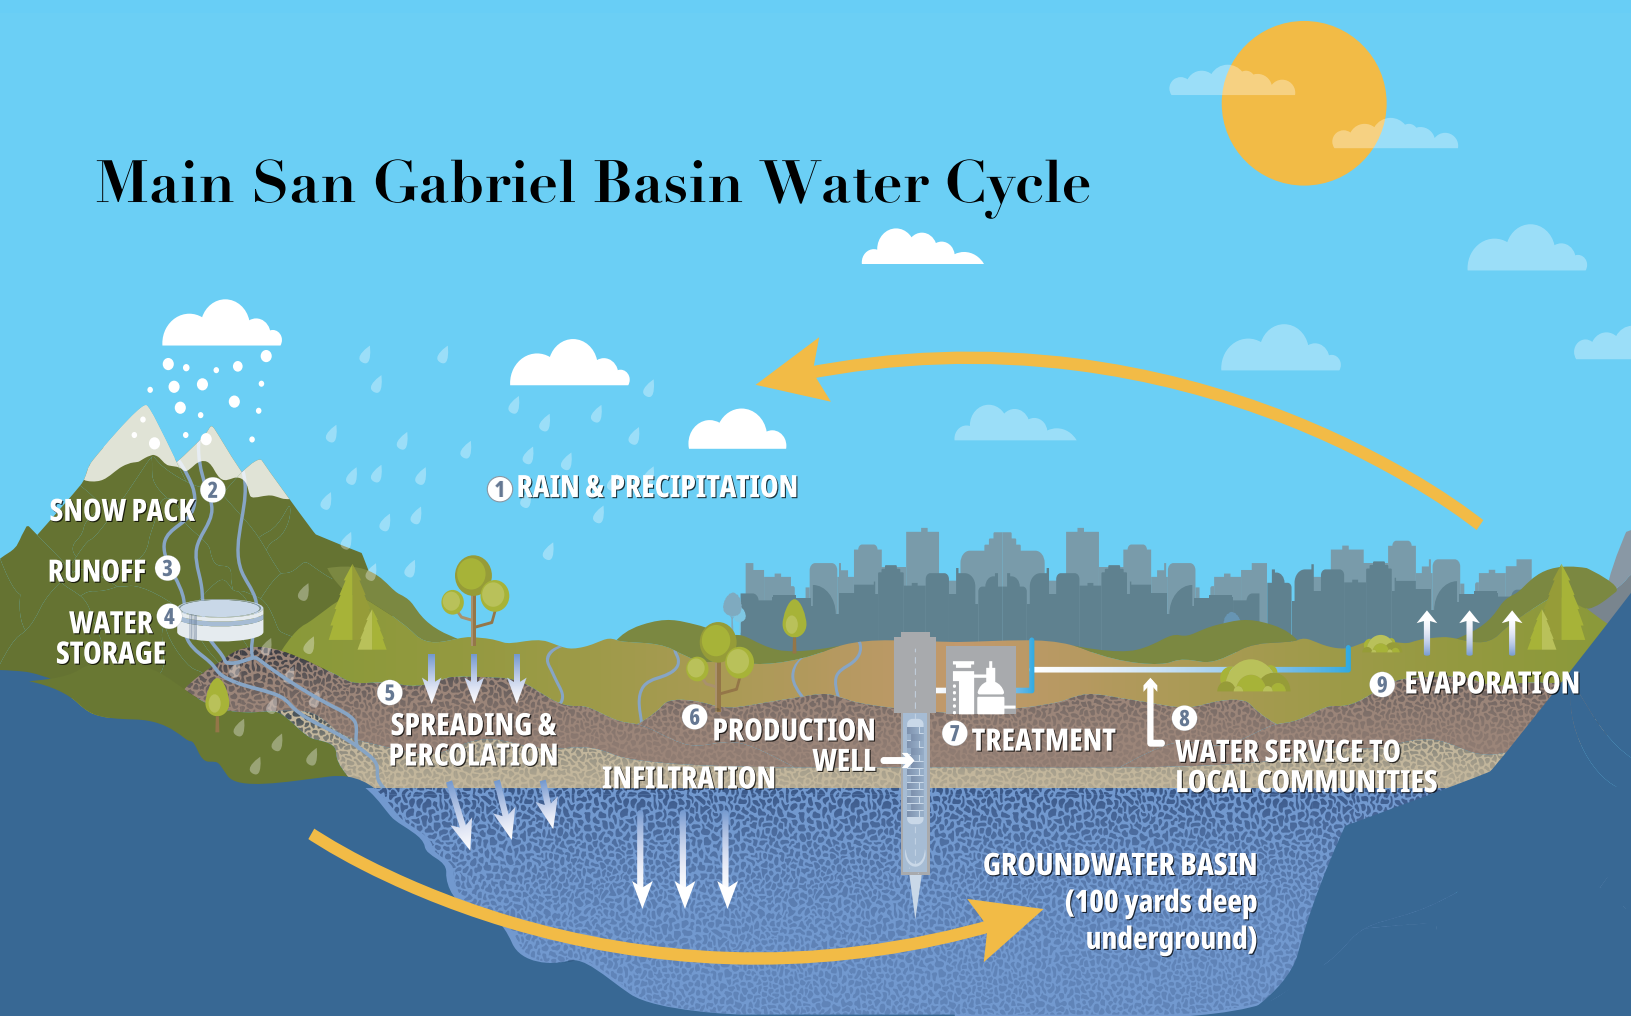 Main San Gabriel Basin Water Cycle
1 RAIN & PRECIPITATION
2
SNOW PACK
RUNOFF 3
WATER 4
STORAGE
5
SPREADING &
PERCOLATION
6 PRODUCTION
WELL
INFILTRATION
7 TREATMENT
8
WATER SERVICE TO
LOCAL COMMUNITIES
9 EVAPORATION
GROUNDWATER BASIN
(100 yards deep
underground)